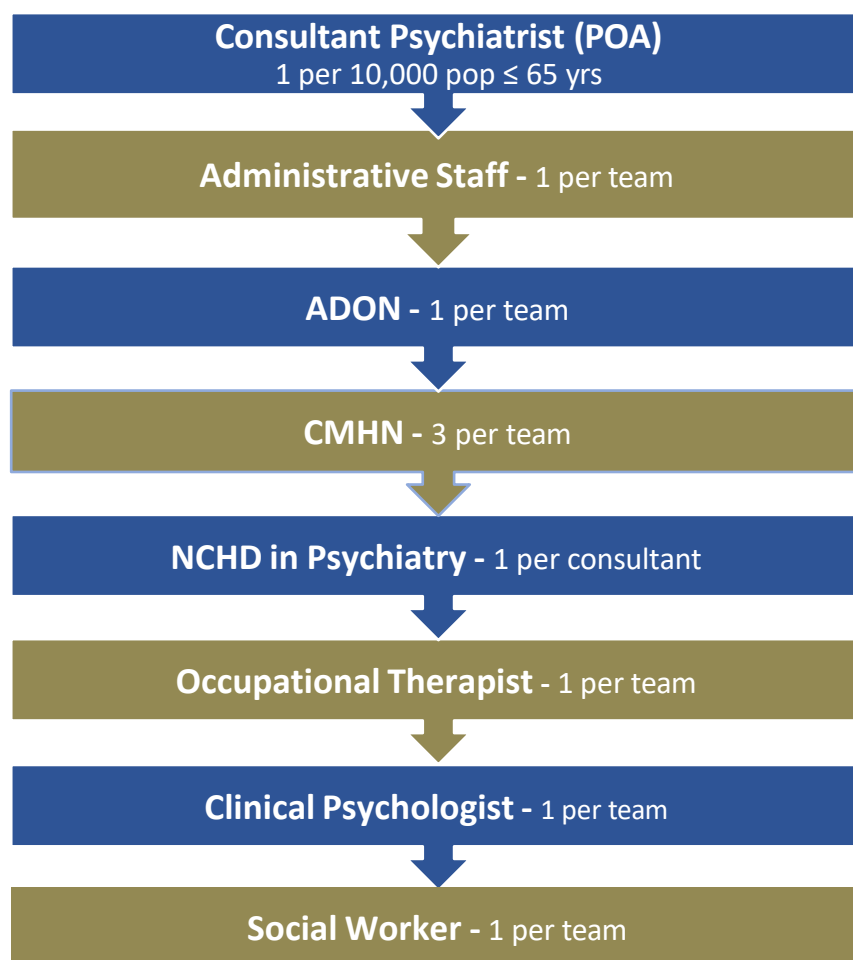 Consultant Psychiatrist (POA)
1 per 10,000 pop ≤ 65 yrs
Administrative Staff - 1 per team
ADON - 1 per team
CMHN - 3 per team
NCHD in Psychiatry - 1 per consultant
Occupational Therapist - 1 per team
Clinical Psychologist - 1 per team
Social Worker - 1 per team